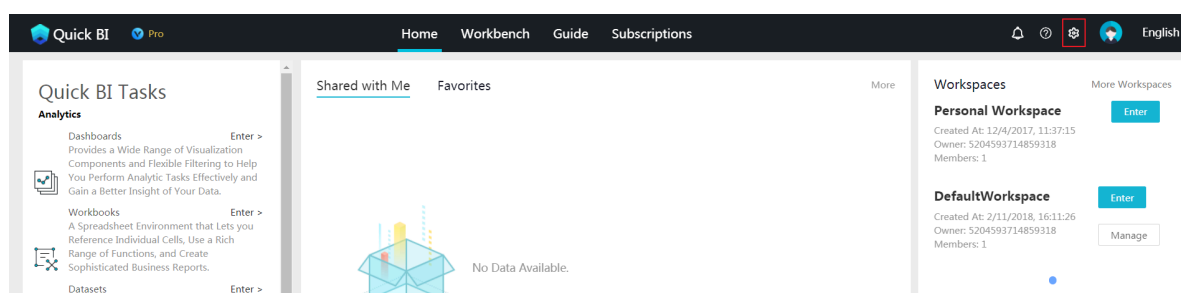 Quick BI Pro Home Workbench Guide Subscriptions English
Quick BI Tasks
Analytics
Dashboards Enter >
Provides a Wide Range of Visualization
Components and Flexible Filtering to Help
You Perform Analytic Tasks Effectively and
Gain a Better Insight of Your Data.
Workbooks Enter >
A Spreadsheet Environment that Lets you
Reference Individual Cells, Use a Rich
Range of Functions, and Create
Sophisticated Business Reports.
Datasets Enter >
Shared with Me Favorites More
No Data Available.
Workspaces More Workspaces
Personal Workspace Enter
Created At: 12/4/2017, 11:37:15
Owner: 5204593714859318
Members: 1
DefaultWorkspace Enter
Created At: 2/11/2018, 16:11:26
Owner: 5204593714859318
Manage
Members: 1